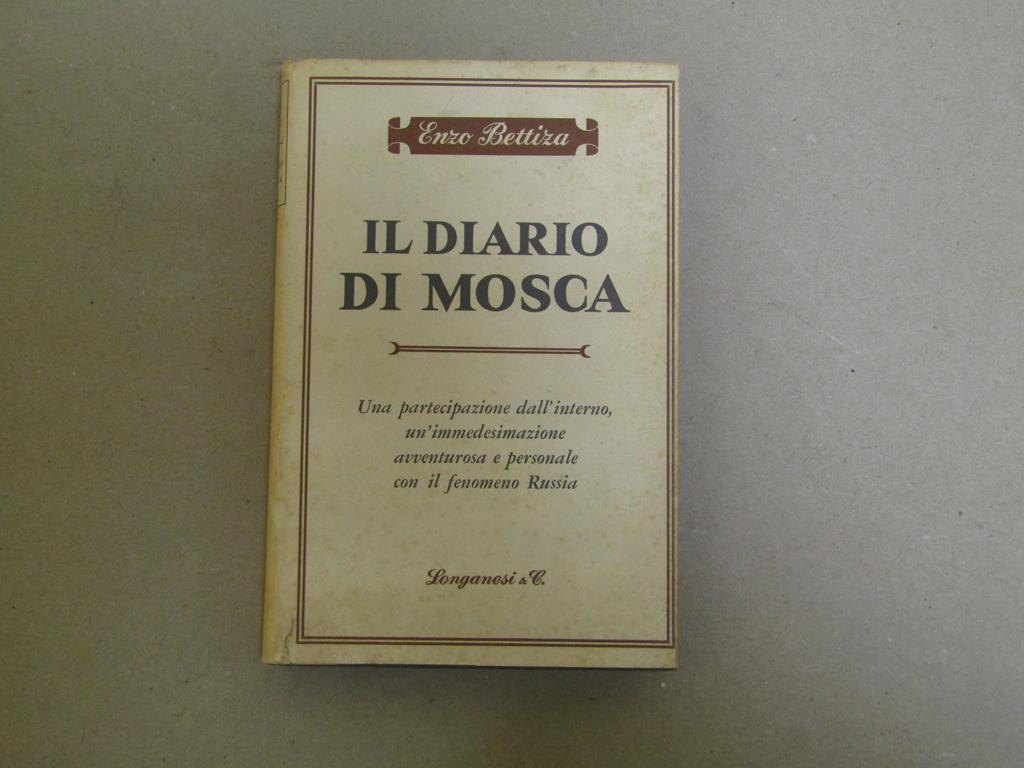 Enzo Bettiza
IL DIARIO
DI MOSCA
Una partecipazione dall'interno,
un'immedesimazione
avventurosa e personale
con il fenomeno Russia
Longanesi & C.